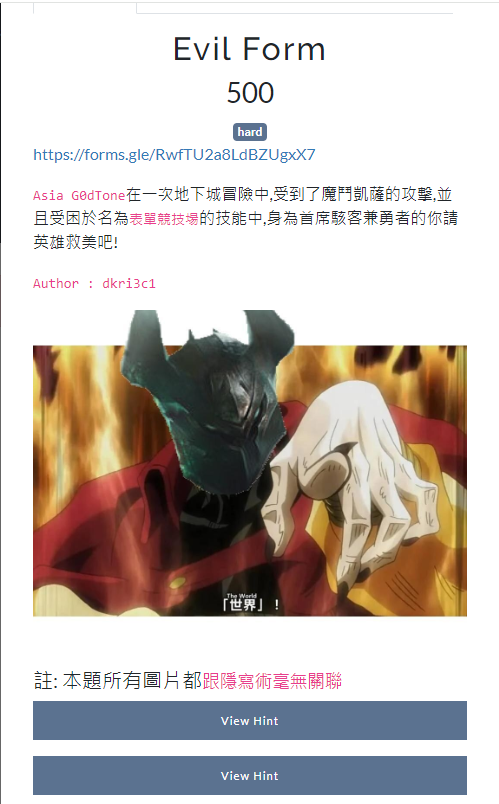 Evil Form
500
hard
https://forms.gle/RwfTU2a8LdBZUgxX7
Asia G0dTone在一次地下城冒險中,受到了魔鬥凱薩的攻擊,並
且受困於名為表單競技場的技能中,身為首席駭客兼勇者的你請
英雄救美吧!
Author : dkri3c1
The World
「世界」！
註: 本題所有圖片都跟隱寫術毫無關聯
View Hint
View Hint